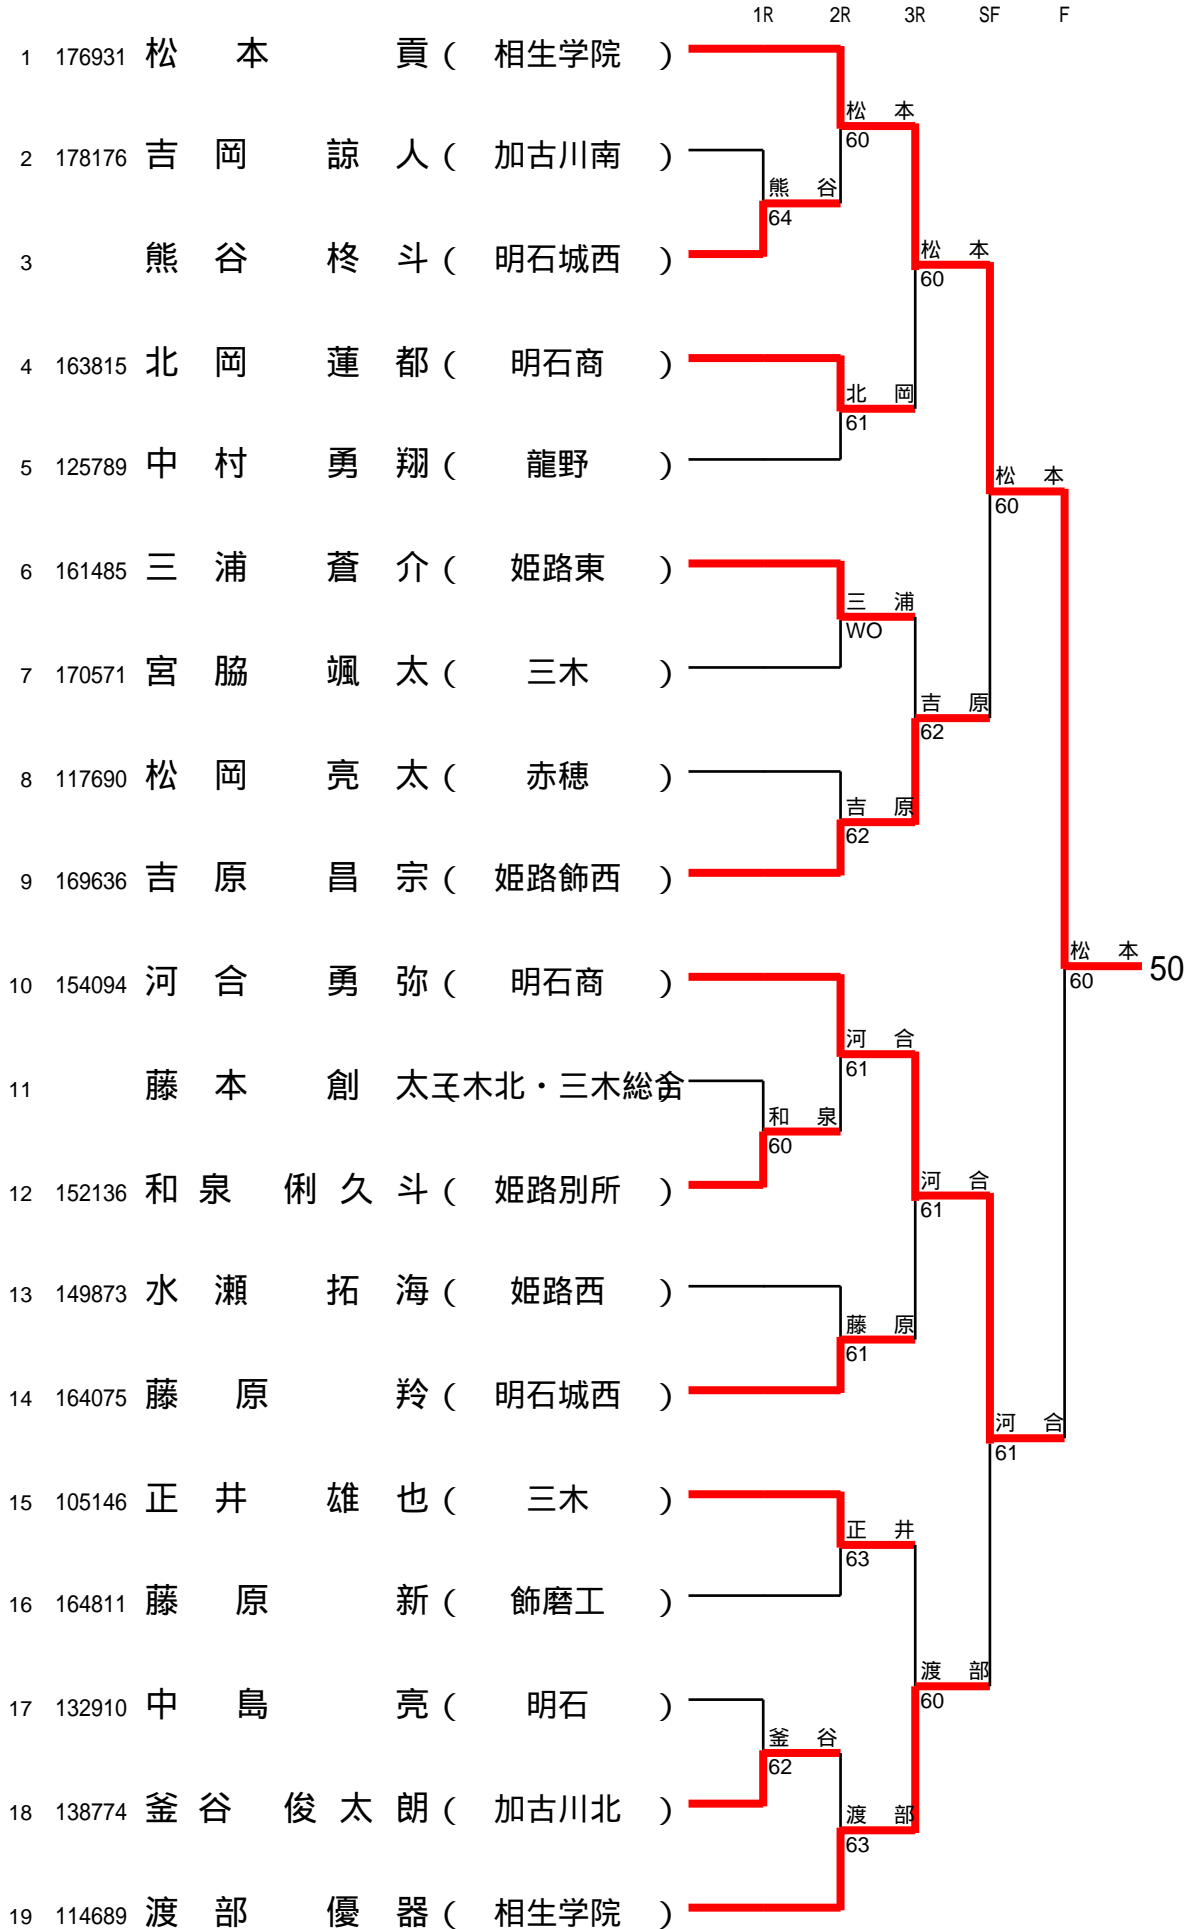 1R 2R 3R SF F
1 176931 松本 貢 ( 相生学院 )
松本
60
2 178176 吉岡 諒人 ( 加古川南 )
熊谷
64
3 熊谷 柊斗 ( 明石城西 )
松本
60
4 163815 北岡 蓮都 ( 明石商 )
北岡
61
5 125789 中村 勇翔 ( 龍野 )
松本
60
6 161485 三浦 蒼介 ( 姫路東 )
三浦
WO
7 170571 宮脇 颯太 ( 三木 )
吉原
62
8 117690 松岡 亮太 ( 赤穂 )
吉原
62
9 169636 吉原 昌宗 ( 姫路飾西 )
松本 50
60
10 154094 河合 勇弥 ( 明石商 )
河合
61
11 藤本 創太 ( 三木北・三木総合 )
和泉
60
12 152136 和泉 俐久斗 ( 姫路別所 )
河合
61
13 149873 水瀬 拓海 ( 姫路西 )
藤原
61
14 164075 藤原 羚 ( 明石城西 )
河合
61
15 105146 正井 雄也 ( 三木 )
正井
63
16 164811 藤原 新 ( 飾磨工 )
渡部
60
17 132910 中島 亮 ( 明石 )
釜谷
62
18 138774 釜谷 俊太朗 ( 加古川北 )
渡部
63
19 114689 渡部 優器 ( 相生学院 )